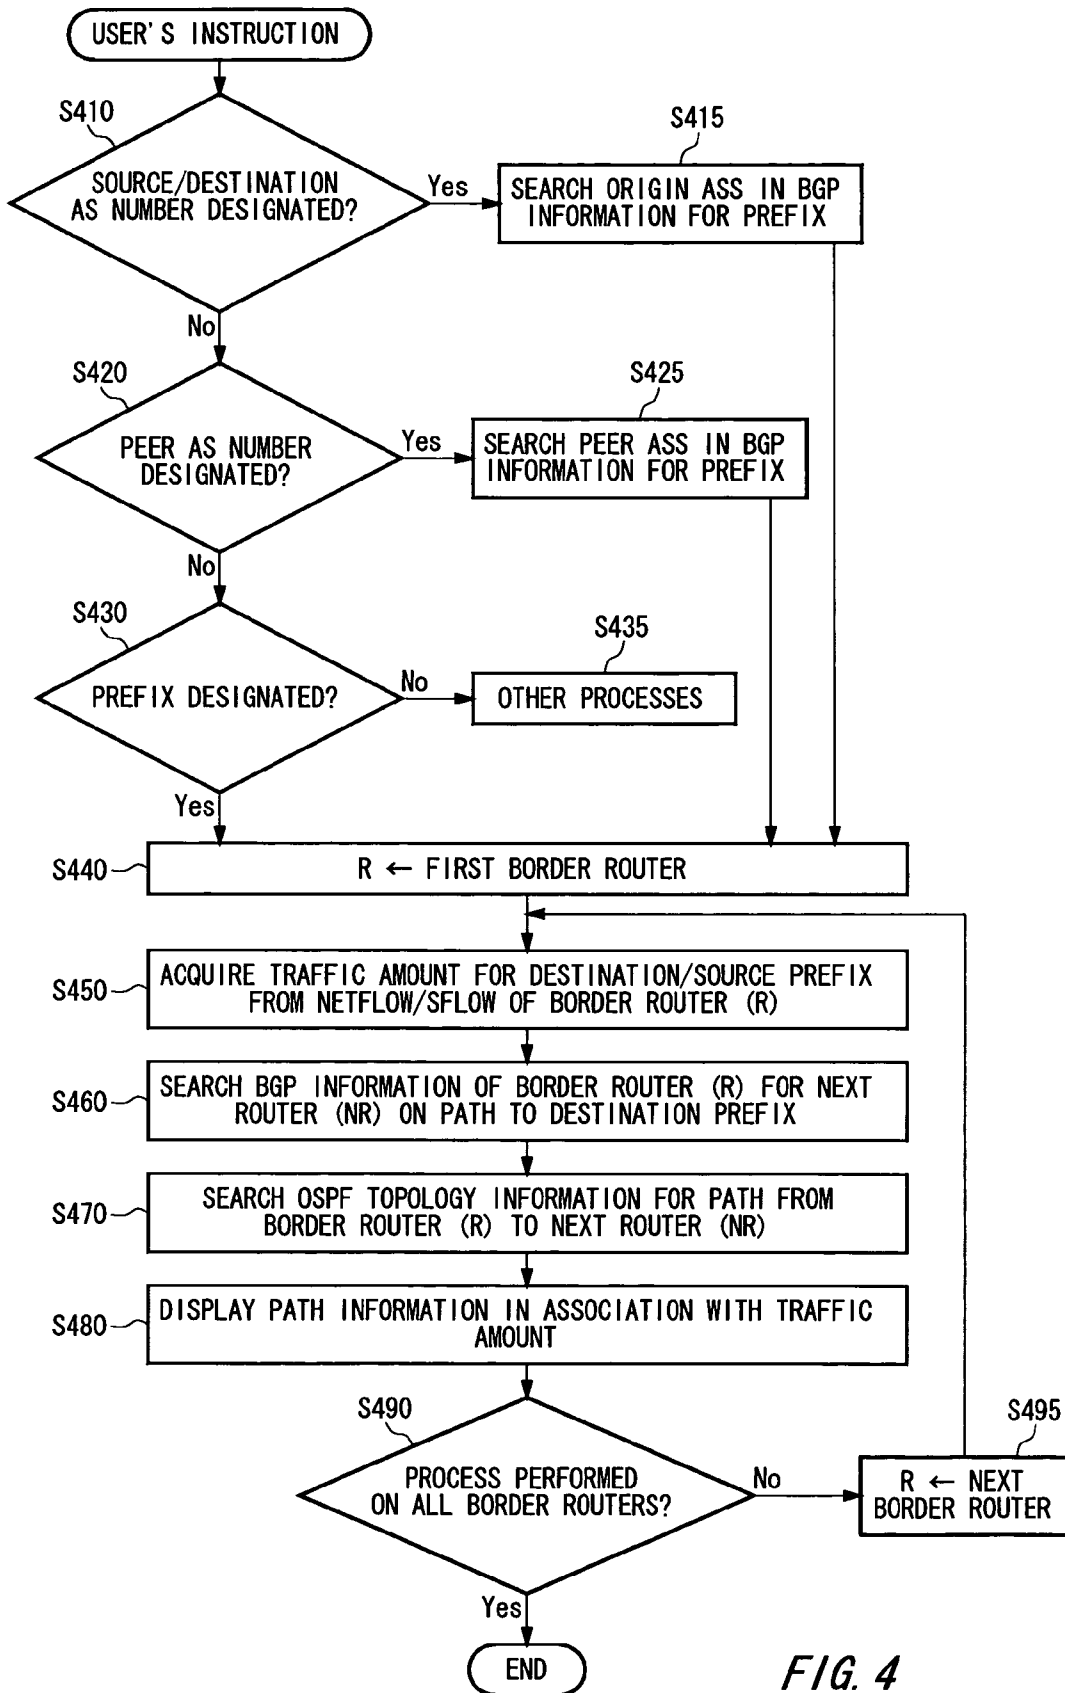 USER'S INSTRUCTION
S410
SOURCE/DESTINATION
AS NUMBER DESIGNATED?
Yes
S415
SEARCH ORIGIN ASS IN BGP
INFORMATION FOR PREFIX
No
S420
PEER AS NUMBER
DESIGNATED?
Yes
S425
SEARCH PEER ASS IN BGP
INFORMATION FOR PREFIX
No
S430
PREFIX DESIGNATED?
No
S435
OTHER PROCESSES
Yes
S440
R ← FIRST BORDER ROUTER
S450
ACQUIRE TRAFFIC AMOUNT FOR DESTINATION/SOURCE PREFIX
FROM NETFLOW/SFLOW OF BORDER ROUTER (R)
S460
SEARCH BGP INFORMATION OF BORDER ROUTER (R) FOR NEXT
ROUTER (NR) ON PATH TO DESTINATION PREFIX
S470
SEARCH OSPF TOPOLOGY INFORMATION FOR PATH FROM
BORDER ROUTER (R) TO NEXT ROUTER (NR)
S480
DISPLAY PATH INFORMATION IN ASSOCIATION WITH TRAFFIC
AMOUNT
S490
PROCESS PERFORMED
ON ALL BORDER ROUTERS?
No
S495
R ← NEXT
BORDER ROUTER
Yes
END
FIG. 4